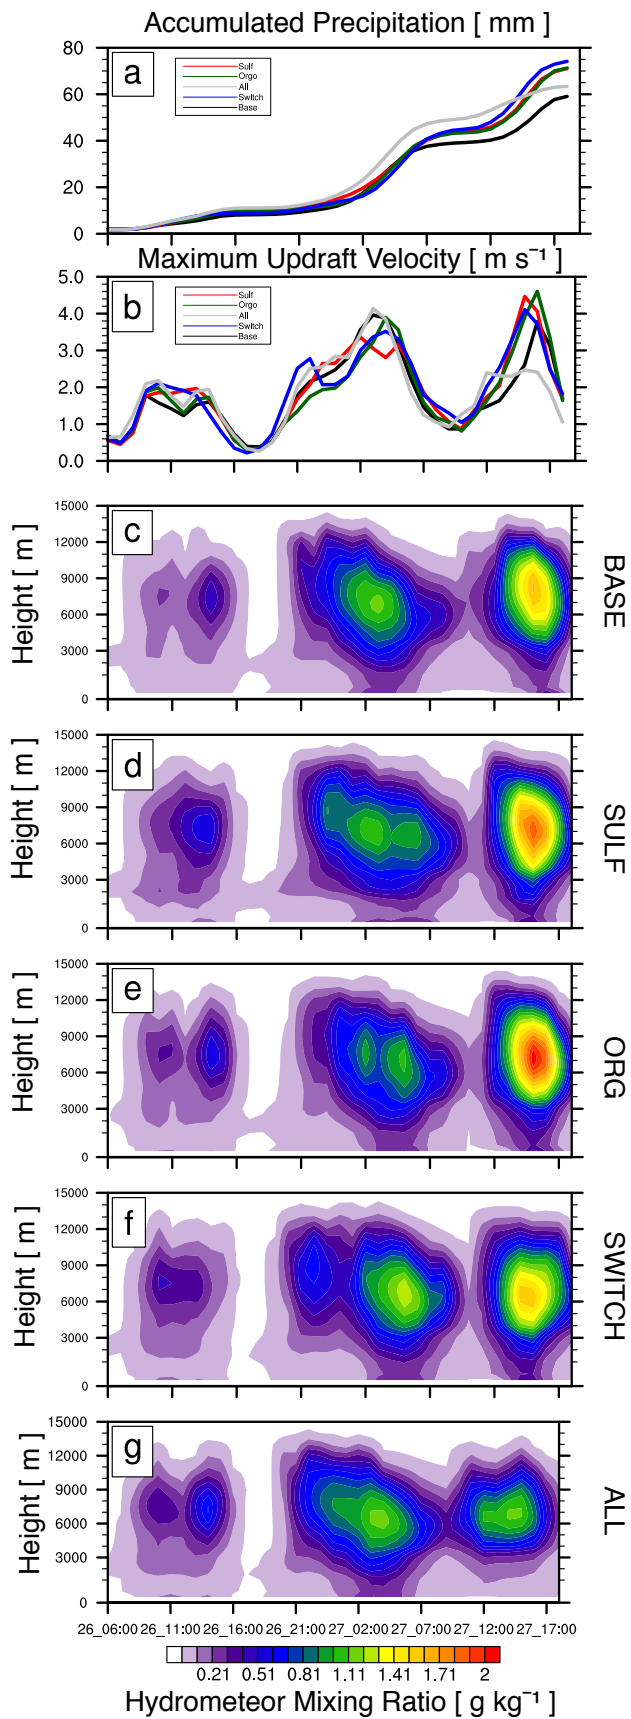 Accumulated Precipitation [ mm ]
80
60
40
20
0
a
Sulf
Orgo
All
Switch
Base
Maximum Updraft Velocity [ m s⁻¹ ]
5.0
4.0
3.0
2.0
1.0
0.0
b
Sulf
Orgo
All
Switch
Base
15000
12000
9000
6000
3000
0
Height [ m ]
c
BASE
15000
12000
9000
6000
3000
0
Height [ m ]
d
SULF
15000
12000
9000
6000
3000
0
Height [ m ]
e
ORG
15000
12000
9000
6000
3000
0
Height [ m ]
f
SWITCH
15000
12000
9000
6000
3000
0
Height [ m ]
g
ALL
26_06:00 26_11:00 26_16:00 26_21:00 27_02:00 27_07:00 27_12:00 27_17:00
0.21 0.51 0.81 1.11 1.41 1.71 2
Hydrometeor Mixing Ratio [ g kg⁻¹ ]